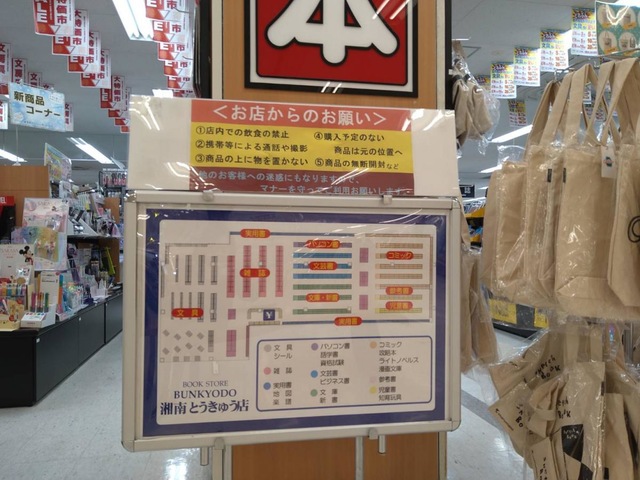 本
新商品
コーナー
＜お店からのお願い＞
①店内での飲食の禁止
②携帯等による通話や撮影
③商品の上に物を置かない
④購入予定のない
商品は元の位置へ
⑤商品の無断開封など
他のお客様への迷惑にもなりますので、
マナーを守ってご利用お願いします。
実用書
パソコン書
コミック
文芸書
雑誌
文庫・新書
参考書
児童書
文具
実用書
BOOK STORE
BUNKYODO
湘南とうきゅう店
文具
シール
雑誌
実用書
地図
楽譜
パソコン書
語学書
資格試験
文芸書
ビジネス書
文庫
新書
コミック
攻略本
ライトノベルス
漫画文庫
参考書
児童書
知育玩具